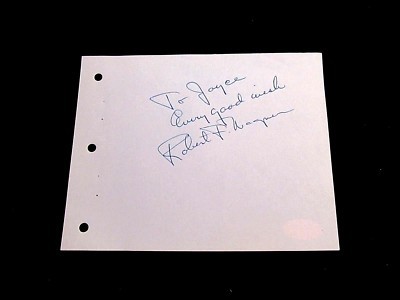 To Joyce
Every good wish
Robert F. Wagner